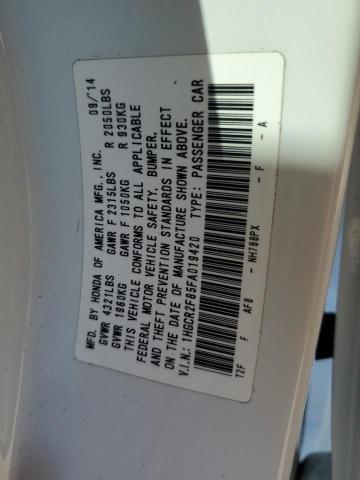 MFD. BY HONDA OF AMERICA MFG., INC. 09/'14
GVWR 4321LBS GAWR F 2315LBS R 2050LBS
GVWR 1960KG GAWR F 1050KG R 930KG
THIS VEHICLE CONFORMS TO ALL APPLICABLE
FEDERAL MOTOR VEHICLE SAFETY, BUMPER,
AND THEFT PREVENTION STANDARDS IN EFFECT
ON THE DATE OF MANUFACTURE SHOWN ABOVE.
V.I.N.: 1HGCR2F85FA019420 TYPE: PASSENGER CAR
F AF8 - NH788PX - F - A
T2F